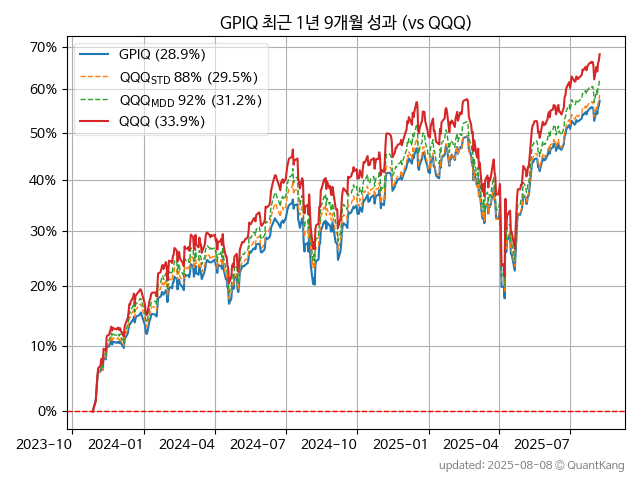 GPIQ 최근 1년 9개월 성과 (vs QQQ)
70%
60%
50%
40%
30%
20%
10%
0%
GPIQ (28.9%)
QQQSTD 88% (29.5%)
QQQMDD 92% (31.2%)
QQQ (33.9%)
2023-10 2024-01 2024-04 2024-07 2024-10 2025-01 2025-04 2025-07
updated: 2025-08-08 © QuantKang